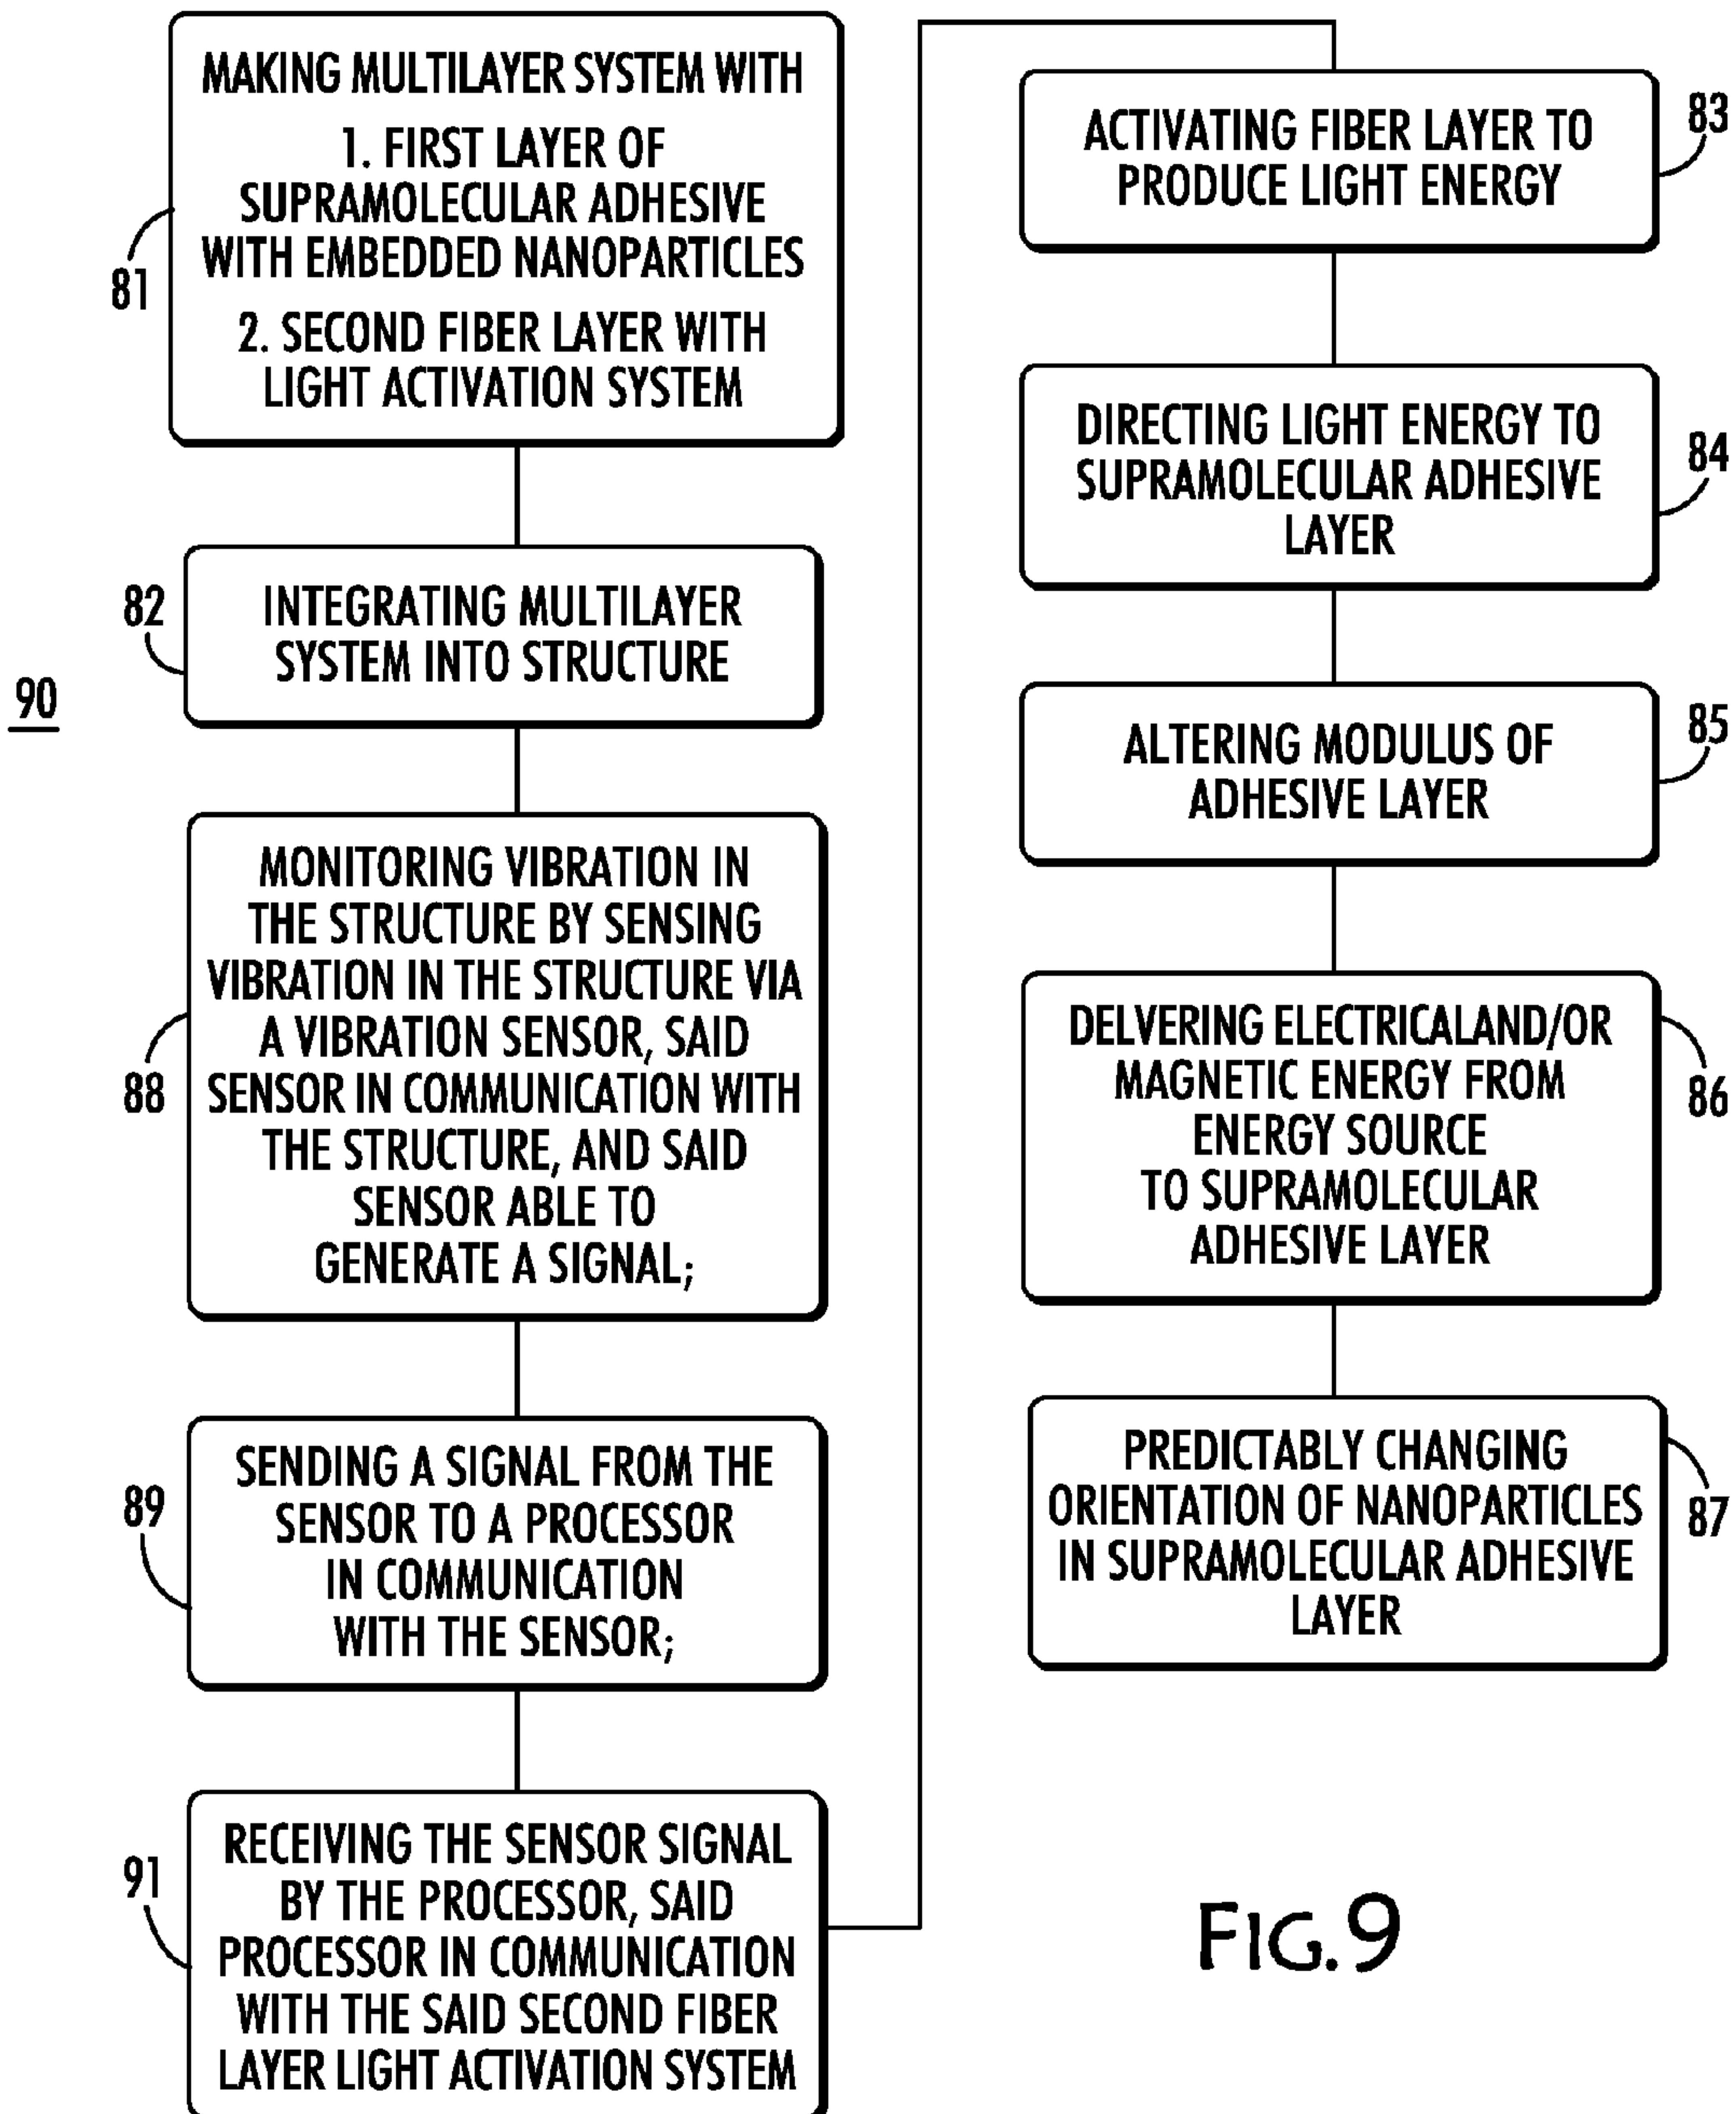 MAKING MULTILAYER SYSTEM WITH
1. FIRST LAYER OF
SUPRAMOLECULAR ADHESIVE
WITH EMBEDDED NANOPARTICLES
2. SECOND FIBER LAYER WITH
LIGHT ACTIVATION SYSTEM
81
INTEGRATING MULTILAYER
SYSTEM INTO STRUCTURE
82
90
MONITORING VIBRATION IN
THE STRUCTURE BY SENSING
VIBRATION IN THE STRUCTURE VIA
A VIBRATION SENSOR, SAID
SENSOR IN COMMUNICATION WITH
THE STRUCTURE, AND SAID
SENSOR ABLE TO
GENERATE A SIGNAL;
88
SENDING A SIGNAL FROM THE
SENSOR TO A PROCESSOR
IN COMMUNICATION
WITH THE SENSOR;
89
RECEIVING THE SENSOR SIGNAL
BY THE PROCESSOR, SAID
PROCESSOR IN COMMUNICATION
WITH THE SAID SECOND FIBER
LAYER LIGHT ACTIVATION SYSTEM
91
ACTIVATING FIBER LAYER TO
PRODUCE LIGHT ENERGY
83
DIRECTING LIGHT ENERGY TO
SUPRAMOLECULAR ADHESIVE
LAYER
84
ALTERING MODULUS OF
ADHESIVE LAYER
85
DELVERING ELECTRICALAND/OR
MAGNETIC ENERGY FROM
ENERGY SOURCE
TO SUPRAMOLECULAR
ADHESIVE LAYER
86
PREDICTABLY CHANGING
ORIENTATION OF NANOPARTICLES
IN SUPRAMOLECULAR ADHESIVE
LAYER
87
FIG.9